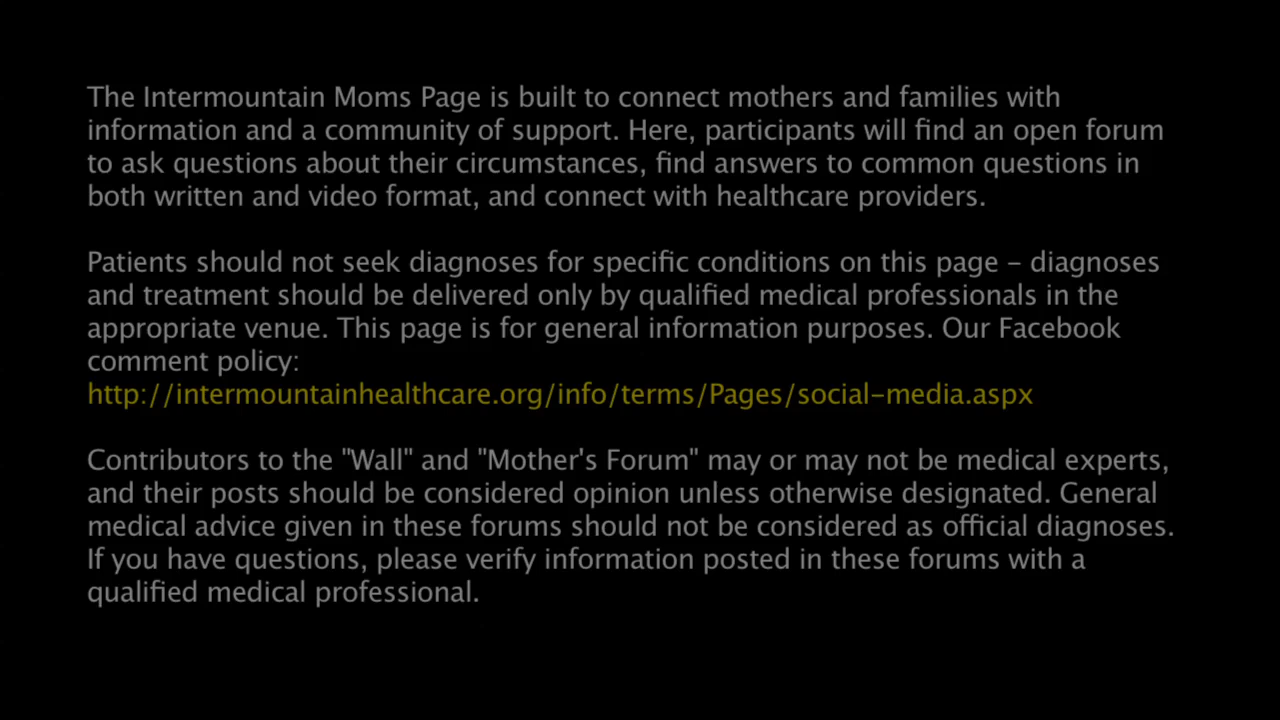 The Intermountain Moms Page is built to connect mothers and families with
information and a community of support. Here, participants will find an open forum
to ask questions about their circumstances, find answers to common questions in
both written and video format, and connect with healthcare providers.
Patients should not seek diagnoses for specific conditions on this page – diagnoses
and treatment should be delivered only by qualified medical professionals in the
appropriate venue. This page is for general information purposes. Our Facebook
comment policy:
http://intermountainhealthcare.org/info/terms/Pages/social-media.aspx
Contributors to the "Wall" and "Mother's Forum" may or may not be medical experts,
and their posts should be considered opinion unless otherwise designated. General
medical advice given in these forums should not be considered as official diagnoses.
If you have questions, please verify information posted in these forums with a
qualified medical professional.